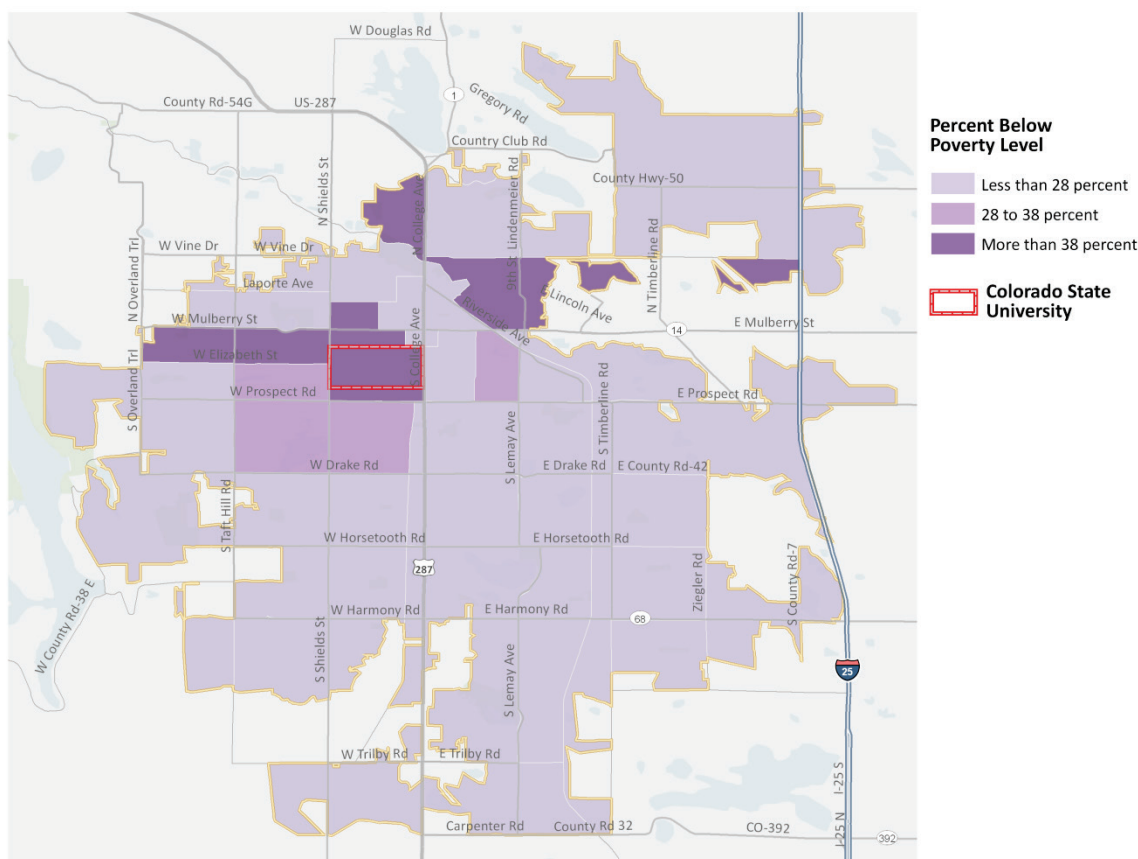 W Douglas Rd
1
Gregory Rd
County Rd-54G
US-287
Country Club Rd
N Shields St
N College Ave
9th St Lindenmeier Rd
County Hwy-50
N Overland Trl
W Vine Dr
W Vine Dr
N Timberline Rd
Laporte Ave
E Lincoln Ave
Riverside Ave
W Mulberry St
14
E Mulberry St
W Elizabeth St
S College Ave
S Overland Trl
W Prospect Rd
E Prospect Rd
S Lemay Ave
S Timberline Rd
W Drake Rd
E Drake Rd
E County Rd-42
S Taft Hill Rd
W Horsetooth Rd
E Horsetooth Rd
287
Ziegler Rd
S County Rd-7
W County Rd-38 E
W Harmony Rd
E Harmony Rd
68
S Shields St
S Lemay Ave
25
W Trilby Rd
E Trilby Rd
I-25 S
I-25 N
Carpenter Rd
County Rd 32
CO-392
392
Percent Below
Poverty Level
Less than 28 percent
28 to 38 percent
More than 38 percent
Colorado State
University